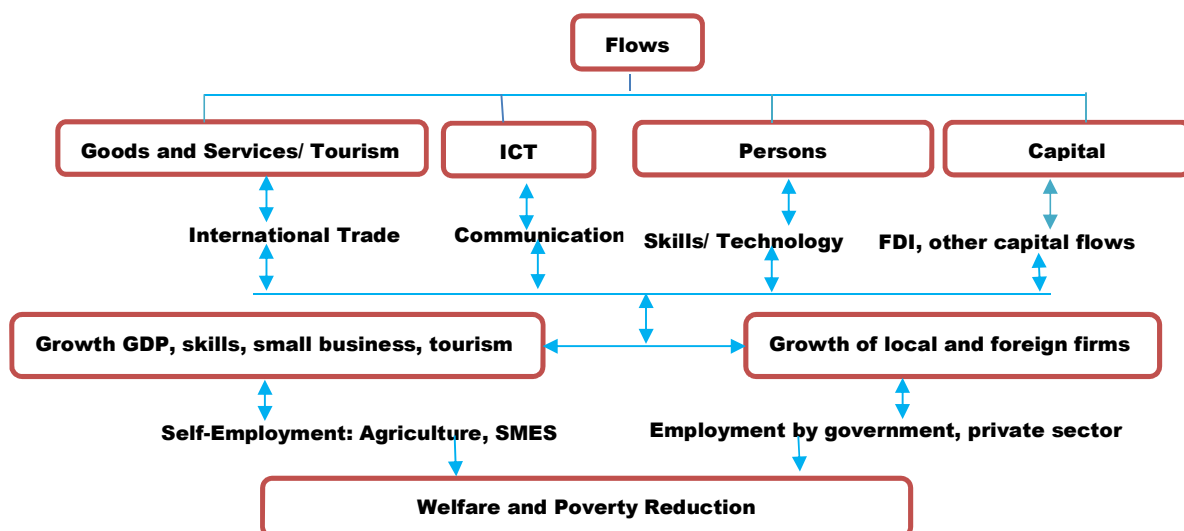 Flows
Goods and Services/ Tourism
ICT
Persons
Capital
International Trade
Communication
Skills/ Technology
FDI, other capital flows
Growth GDP, skills, small business, tourism
Growth of local and foreign firms
Self-Employment: Agriculture, SMES
Employment by government, private sector
Welfare and Poverty Reduction